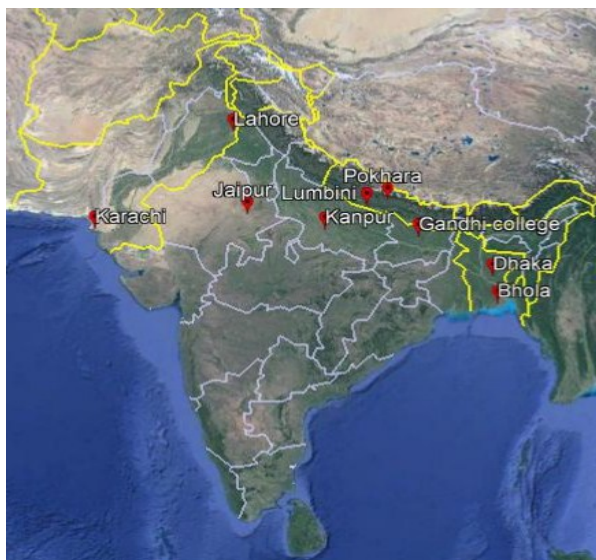 Lahore
Pokhara
Jaipur
Lumbini
Karachi
Kanpur
Gandhi-college
Dhaka
Bhola